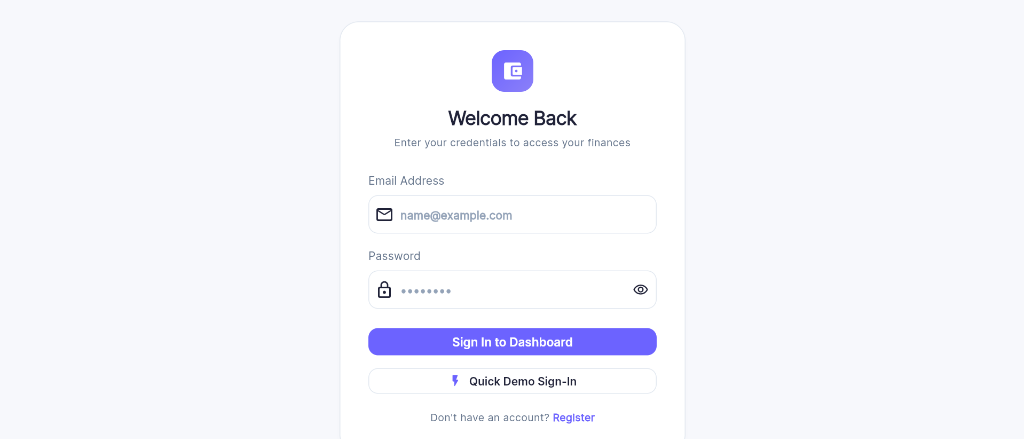 Welcome Back
Enter your credentials to access your finances
Email Address
name@example.com
Password
••••••••
Sign In to Dashboard
Quick Demo Sign-In
Don't have an account? Register